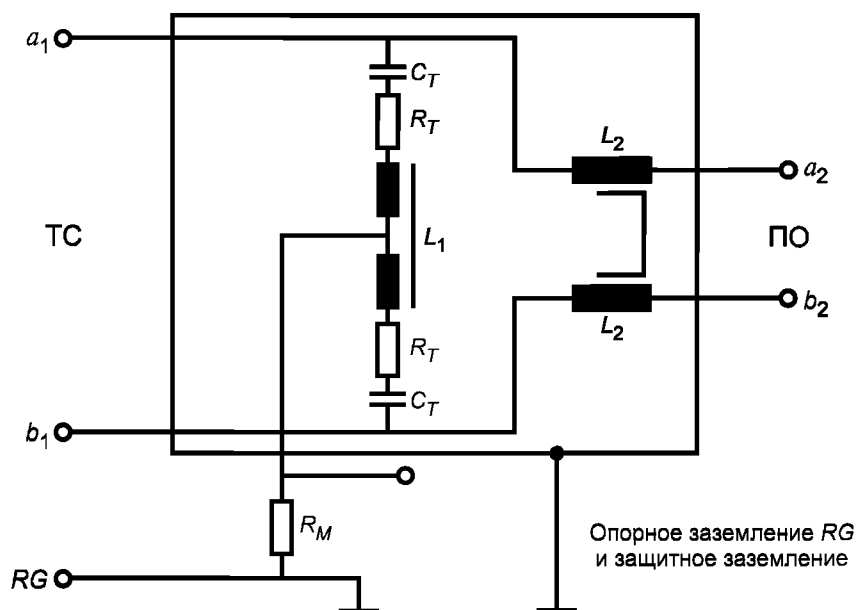 a₁
C_T
R_T
L₂
a₂
ТС
L₁
ПО
b₂
L₂
R_T
C_T
b₁
R_M
Опорное заземление RG
и защитное заземление
RG